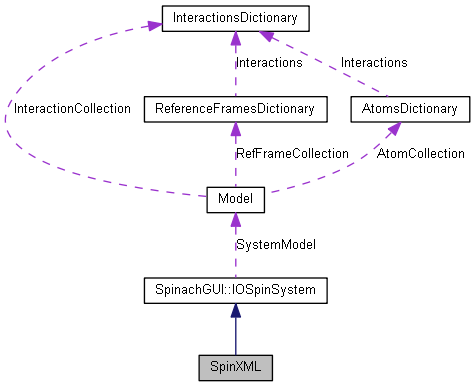 InteractionsDictionary
Interactions
Interactions
InteractionCollection
ReferenceFramesDictionary
AtomsDictionary
RefFrameCollection
AtomCollection
Model
SystemModel
SpinachGUI::IOSpinSystem
SpinXML